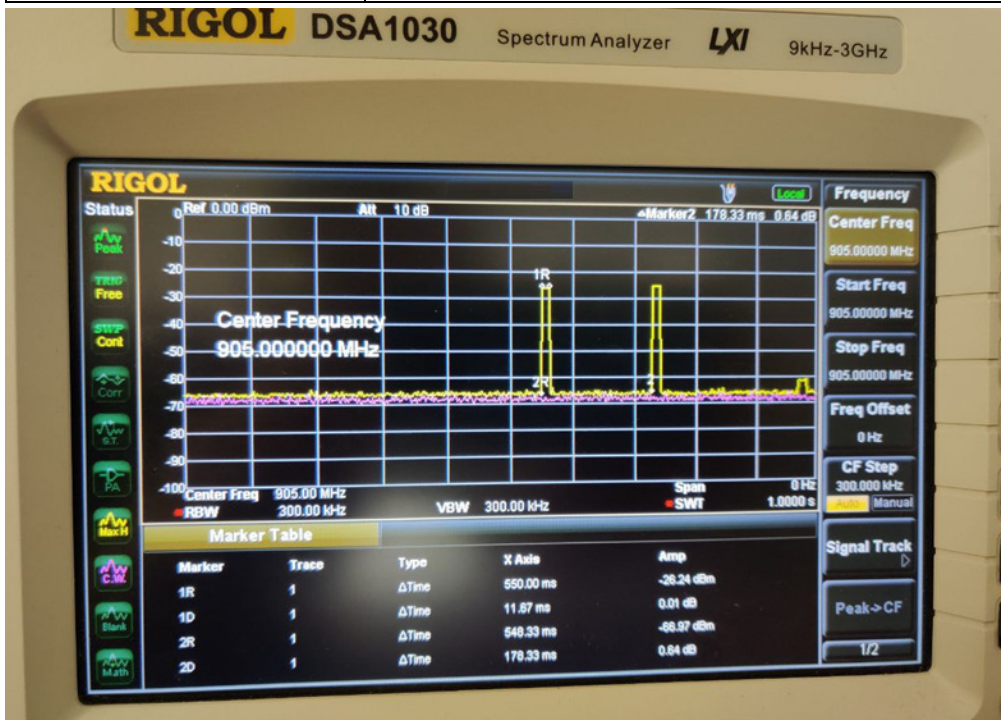 RIGOL DSA1030 Spectrum Analyzer LXI 9kHz-3GHz
RIGOL Local
Status Ref 0.00 dBm Att 10 dB ▵Marker2 178.33 ms 0.64 dB
0
-10
-20
-30
-40
-50
-60
-70
-80
-90
-100
Peak
TRIG
Free
SWP
Cont
Corr
S.T.
PA
Max H
C.W.
Blank
Math
1R
2R
2
Center Frequency
905.000000 MHz
Center Freq 905.00 MHz Span 0 Hz
RBW 300.00 kHz VBW 300.00 kHz SWT 1.0000 s
Marker Table
Marker Trace Type X Axis Amp
1R 1 ΔTime 550.00 ms -26.24 dBm
1D 1 ΔTime 11.67 ms 0.01 dB
2R 1 ΔTime 548.33 ms -66.97 dBm
2D 1 ΔTime 178.33 ms 0.64 dB
Frequency
Center Freq
905.00000 MHz
Start Freq
905.00000 MHz
Stop Freq
905.00000 MHz
Freq Offset
0 Hz
CF Step
300.000 kHz
Auto Manual
Signal Track
Peak->CF
1/2